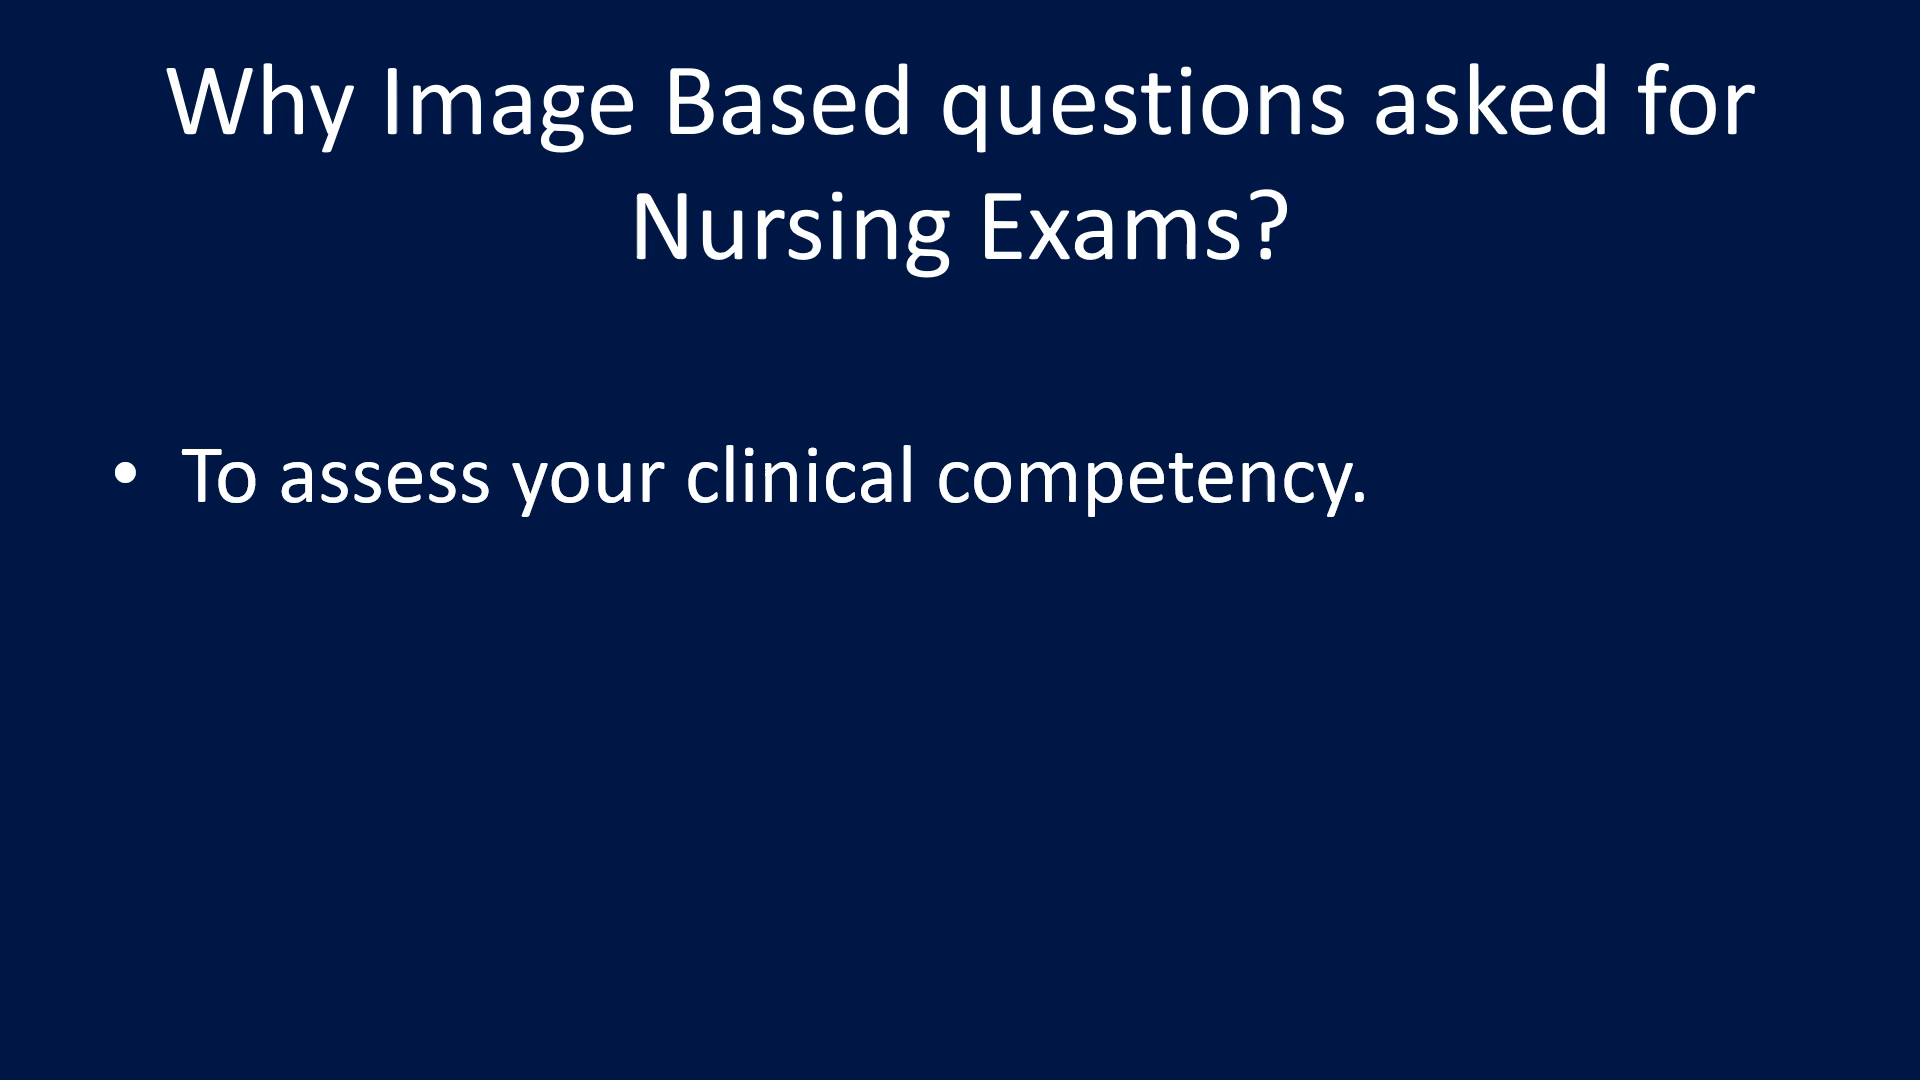 Why Image Based questions asked for
Nursing Exams?
• To assess your clinical competency.